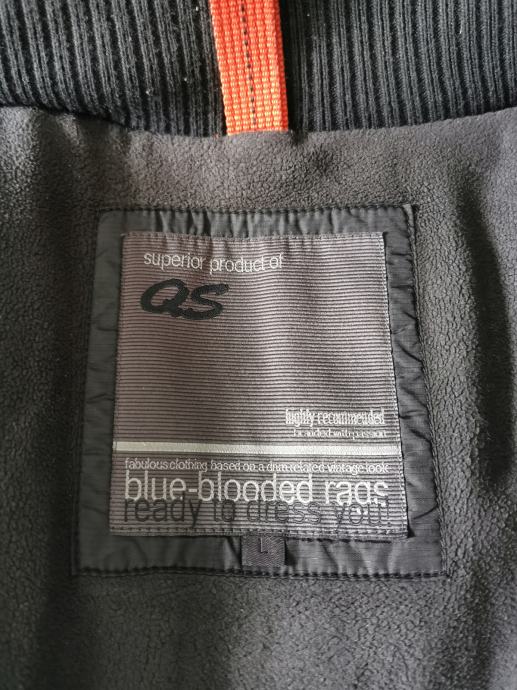 superior product of
QS
highly recommended
branded with passion
fabulous clothing based on a dnm related vintage look
blue-blooded rags
ready to dress you!
L